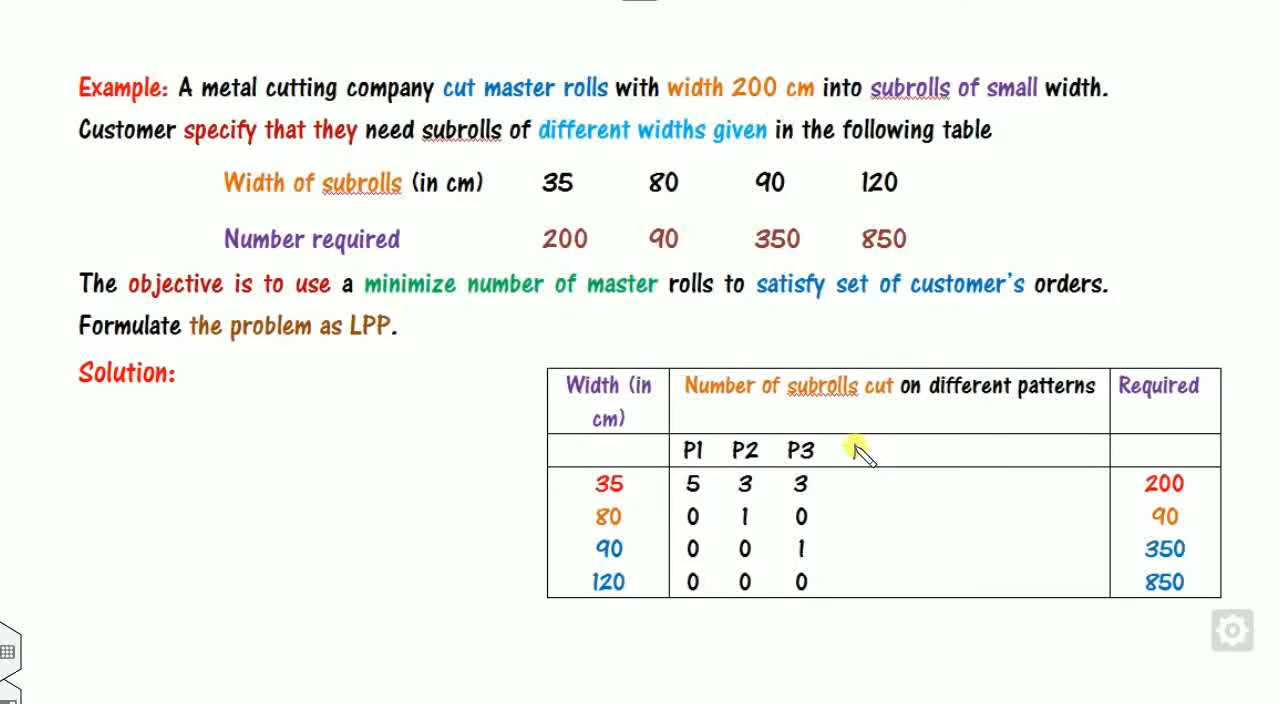 Example: A metal cutting company cut master rolls with width 200 cm into subrolls of small width.
Customer specify that they need subrolls of different widths given in the following table
Width of subrolls (in cm) 35 80 90 120
Number required 200 90 350 850
The objective is to use a minimize number of master rolls to satisfy set of customer's orders.
Formulate the problem as LPP.
Solution:
Width (in cm) Number of subrolls cut on different patterns Required
P1 P2 P3
35 5 3 3 200
80 0 1 0 90
90 0 0 1 350
120 0 0 0 850